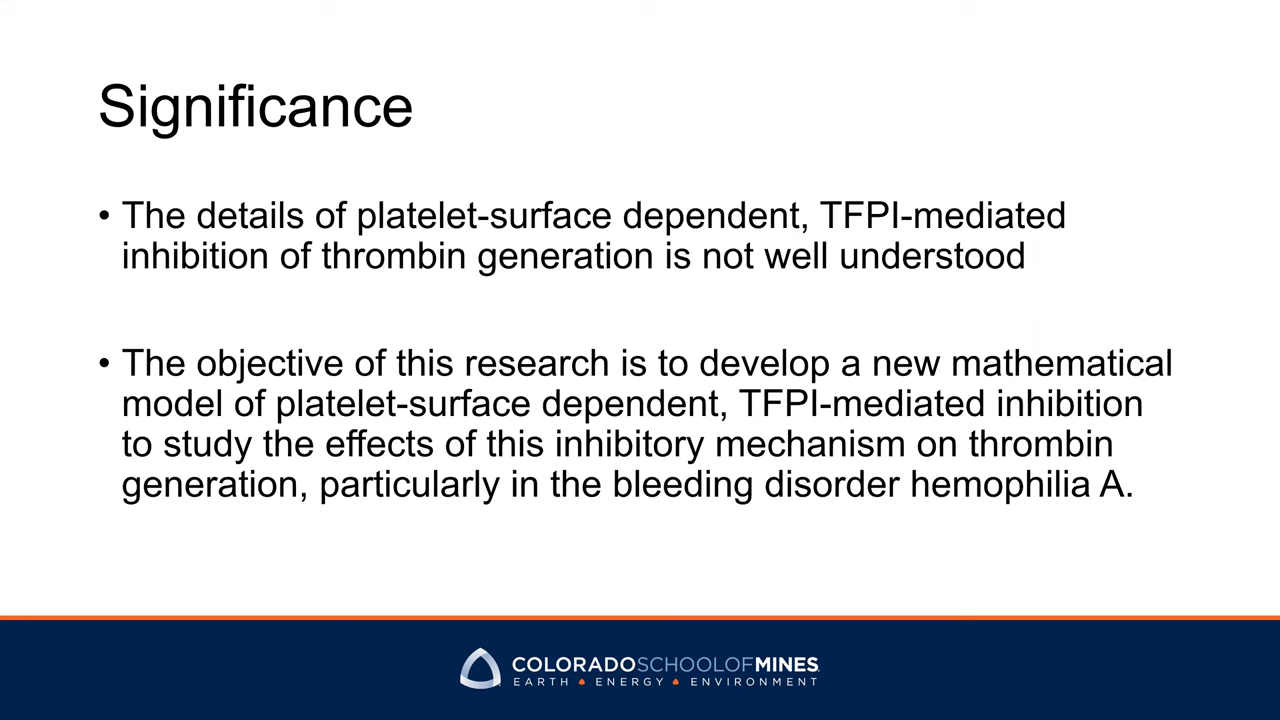 Significance
• The details of platelet-surface dependent, TFPI-mediated
inhibition of thrombin generation is not well understood
• The objective of this research is to develop a new mathematical
model of platelet-surface dependent, TFPI-mediated inhibition
to study the effects of this inhibitory mechanism on thrombin
generation, particularly in the bleeding disorder hemophilia A.
COLORADOSCHOOLOFMINES
EARTH • ENERGY • ENVIRONMENT